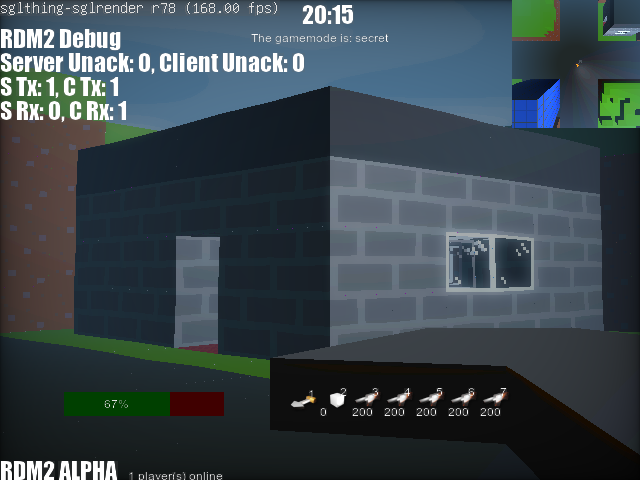 sglthing-sglrender r78 (168.00 fps)
20:15
The gamemode is: secret
RDM2 Debug
Server Unack: 0, Client Unack: 0
S Tx: 1, C Tx: 1
S Rx: 0, C Rx: 1
67%
1 2 3 4 5 6 7
0 200 200 200 200 200
RDM2 ALPHA 1 player(s) online